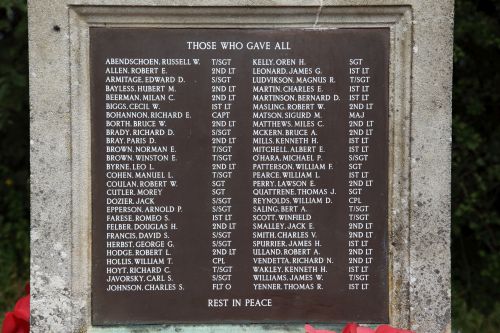 THOSE WHO GAVE ALL
ABENDSCHOEN, RUSSELL W. T/SGT
ALLEN, ROBERT E. 2ND LT
ARMITAGE, EDWARD D. S/SGT
BAYLESS, HUBERT M. 2ND LT
BEERMAN, MILAN C. 2ND LT
BIGGS, CECIL W. 1ST LT
BOHANNON, RICHARD E. CAPT
BORTH, BRUCE W. 2ND LT
BRADY, RICHARD D. S/SGT
BRAY, PARIS D. 2ND LT
BROWN, NORMAN E. T/SGT
BROWN, WINSTON E. T/SGT
BYRNE, LEO L. 2ND LT
COHEN, MANUEL L. T/SGT
COULAN, ROBERT W. SGT
CUTLER, MOREY SGT
DOZIER, JACK S/SGT
EPPERSON, ARNOLD P. S/SGT
FARESE, ROMEO S. 1ST LT
FELBER, DOUGLAS H. 2ND LT
FRANCIS, DAVID S. S/SGT
HERBST, GEORGE G. S/SGT
HODGE, ROBERT L. 2ND LT
HOLLIS, WILLIAM T. CPL
HOYT, RICHARD C. T/SGT
JAVORSKY, CARL S. S/SGT
JOHNSON, CHARLES S. FLT O
KELLY, OREN H. SGT
LEONARD, JAMES G. 1ST LT
LUDVIKSON, MAGNUS R. T/SGT
MARTIN, CHARLES E. 1ST LT
MARTINSON, BERNARD D. 1ST LT
MASLING, ROBERT W. 2ND LT
MATSON, SIGURD M. MAJ
MATTHEWS, MILES C. 2ND LT
MCKERN, BRUCE A. 2ND LT
MILLS, KENNETH H. 1ST LT
MITCHELL, ALBERT E. 1ST LT
O'HARA, MICHAEL P. S/SGT
PATTERSON, WILLIAM F. SGT
PEARCE, WILLIAM L. 1ST LT
PERRY, LAWSON E. 2ND LT
QUATTRENE, THOMAS J. SGT
REYNOLDS, WILLIAM D. CPL
SALING, BERT A. T/SGT
SCOTT, WINFIELD T/SGT
SMALLEY, JACK E. 2ND LT
SMITH, CHARLES V. 2ND LT
SPURRIER, JAMES H. 1ST LT
ULLAND, ROBERT A. 2ND LT
VENDETTA, RICHARD N. 2ND LT
WAKLEY, KENNETH H. 1ST LT
WILLIAMS, JAMES W. T/SGT
YENNER, THOMAS R. 1ST LT
REST IN PEACE